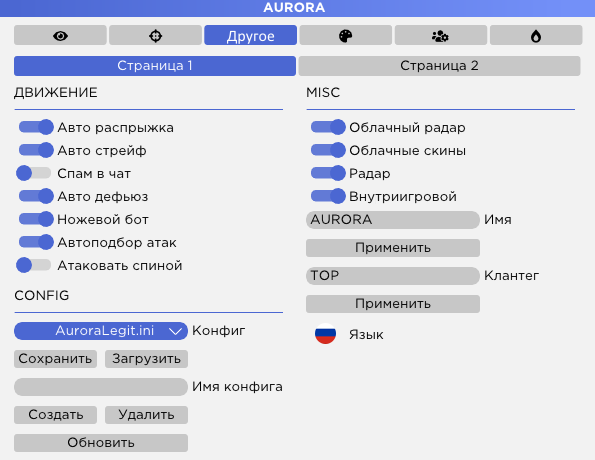 AURORA
Другое
Страница 1
Страница 2
ДВИЖЕНИЕ
Авто распрыжка
Авто стрейф
Спам в чат
Авто дефьюз
Ножевой бот
Автоподбор атак
Атаковать спиной
CONFIG
AuroraLegit.ini Конфиг
Сохранить Загрузить
Имя конфига
Создать Удалить
Обновить
MISC
Облачный радар
Облачные скины
Радар
Внутриигровой
AURORA Имя
Применить
TOP Клантег
Применить
Язык